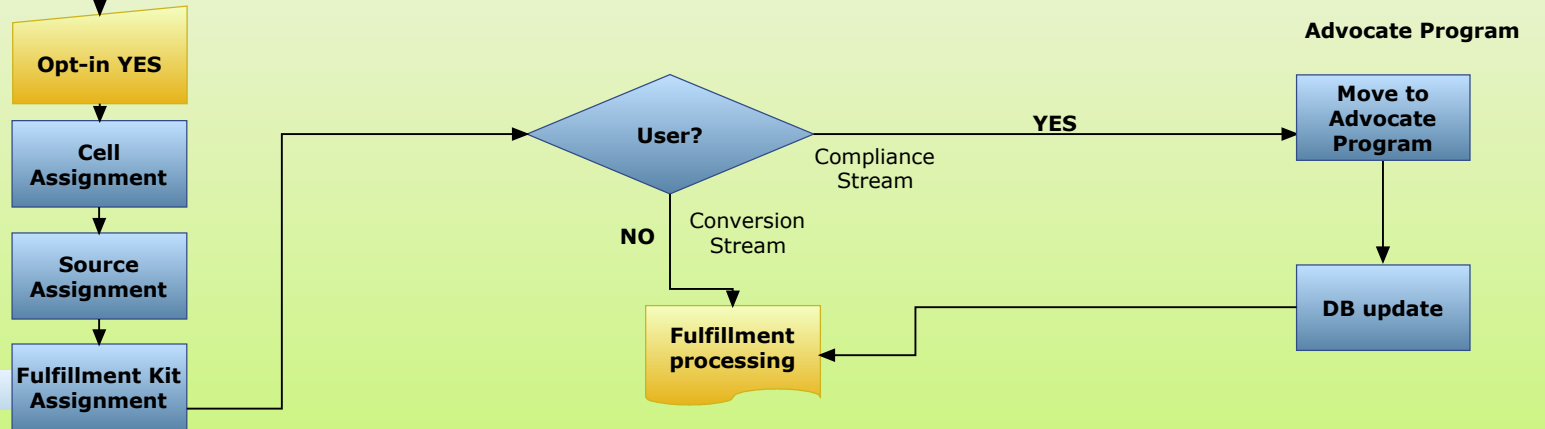 Advocate Program
Opt-in YES
Cell
Assignment
Source
Assignment
Fulfillment Kit
Assignment
User?
YES
Compliance
Stream
NO
Conversion
Stream
Fulfillment
processing
Move to
Advocate
Program
DB update